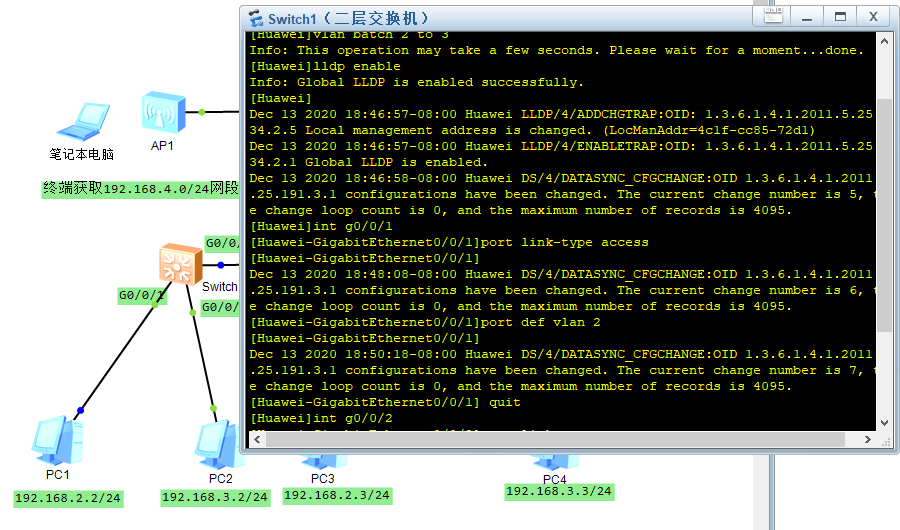 Switch1（二层交换机）
[Huawei]vlan batch 2 to 3
Info: This operation may take a few seconds. Please wait for a moment...done.
[Huawei]lldp enable
Info: Global LLDP is enabled successfully.
[Huawei]
Dec 13 2020 18:46:57-08:00 Huawei LLDP/4/ADDCHGTRAP:OID: 1.3.6.1.4.1.2011.5.25
34.2.5 Local management address is changed. (LocManAddr=4c1f-cc85-72d1)
Dec 13 2020 18:46:57-08:00 Huawei LLDP/4/ENABLETRAP:OID: 1.3.6.1.4.1.2011.5.25
34.2.1 Global LLDP is enabled.
Dec 13 2020 18:46:58-08:00 Huawei DS/4/DATASYNC_CFGCHANGE:OID 1.3.6.1.4.1.2011
.25.191.3.1 configurations have been changed. The current change number is 5, t
e change loop count is 0, and the maximum number of records is 4095.
[Huawei]int g0/0/1
[Huawei-GigabitEthernet0/0/1]port link-type access
[Huawei-GigabitEthernet0/0/1]
Dec 13 2020 18:48:08-08:00 Huawei DS/4/DATASYNC_CFGCHANGE:OID 1.3.6.1.4.1.2011
.25.191.3.1 configurations have been changed. The current change number is 6, t
e change loop count is 0, and the maximum number of records is 4095.
[Huawei-GigabitEthernet0/0/1]port def vlan 2
[Huawei-GigabitEthernet0/0/1]
Dec 13 2020 18:50:18-08:00 Huawei DS/4/DATASYNC_CFGCHANGE:OID 1.3.6.1.4.1.2011
.25.191.3.1 configurations have been changed. The current change number is 7, t
e change loop count is 0, and the maximum number of records is 4095.
[Huawei-GigabitEthernet0/0/1] quit
[Huawei]int g0/0/2
笔记本电脑
AP1
终端获取192.168.4.0/24网段
G0/0/
Switch
G0/0/1
G0/0/
PC1
PC2
PC3
PC4
192.168.2.2/24
192.168.3.2/24
192.168.2.3/24
192.168.3.3/24